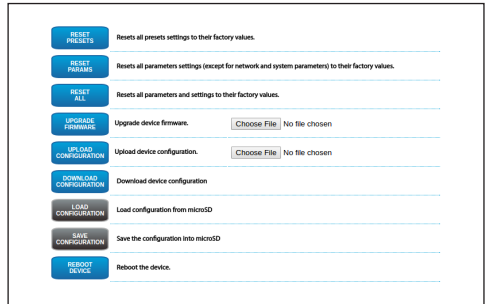 RESET
PRESETS
Resets all presets settings to their factory values.
RESET
PARAMS
Resets all parameters settings (except for network and system parameters) to their factory values.
RESET
ALL
Resets all parameters and settings to their factory values.
UPGRADE
FIRMWARE
Upgrade device firmware. Choose File No file chosen
UPLOAD
CONFIGURATION
Upload device configuration. Choose File No file chosen
DOWNLOAD
CONFIGURATION
Download device configuration
LOAD
CONFIGURATION
Load configuration from microSD
SAVE
CONFIGURATION
Save the configuration into microSD
REBOOT
DEVICE
Reboot the device.